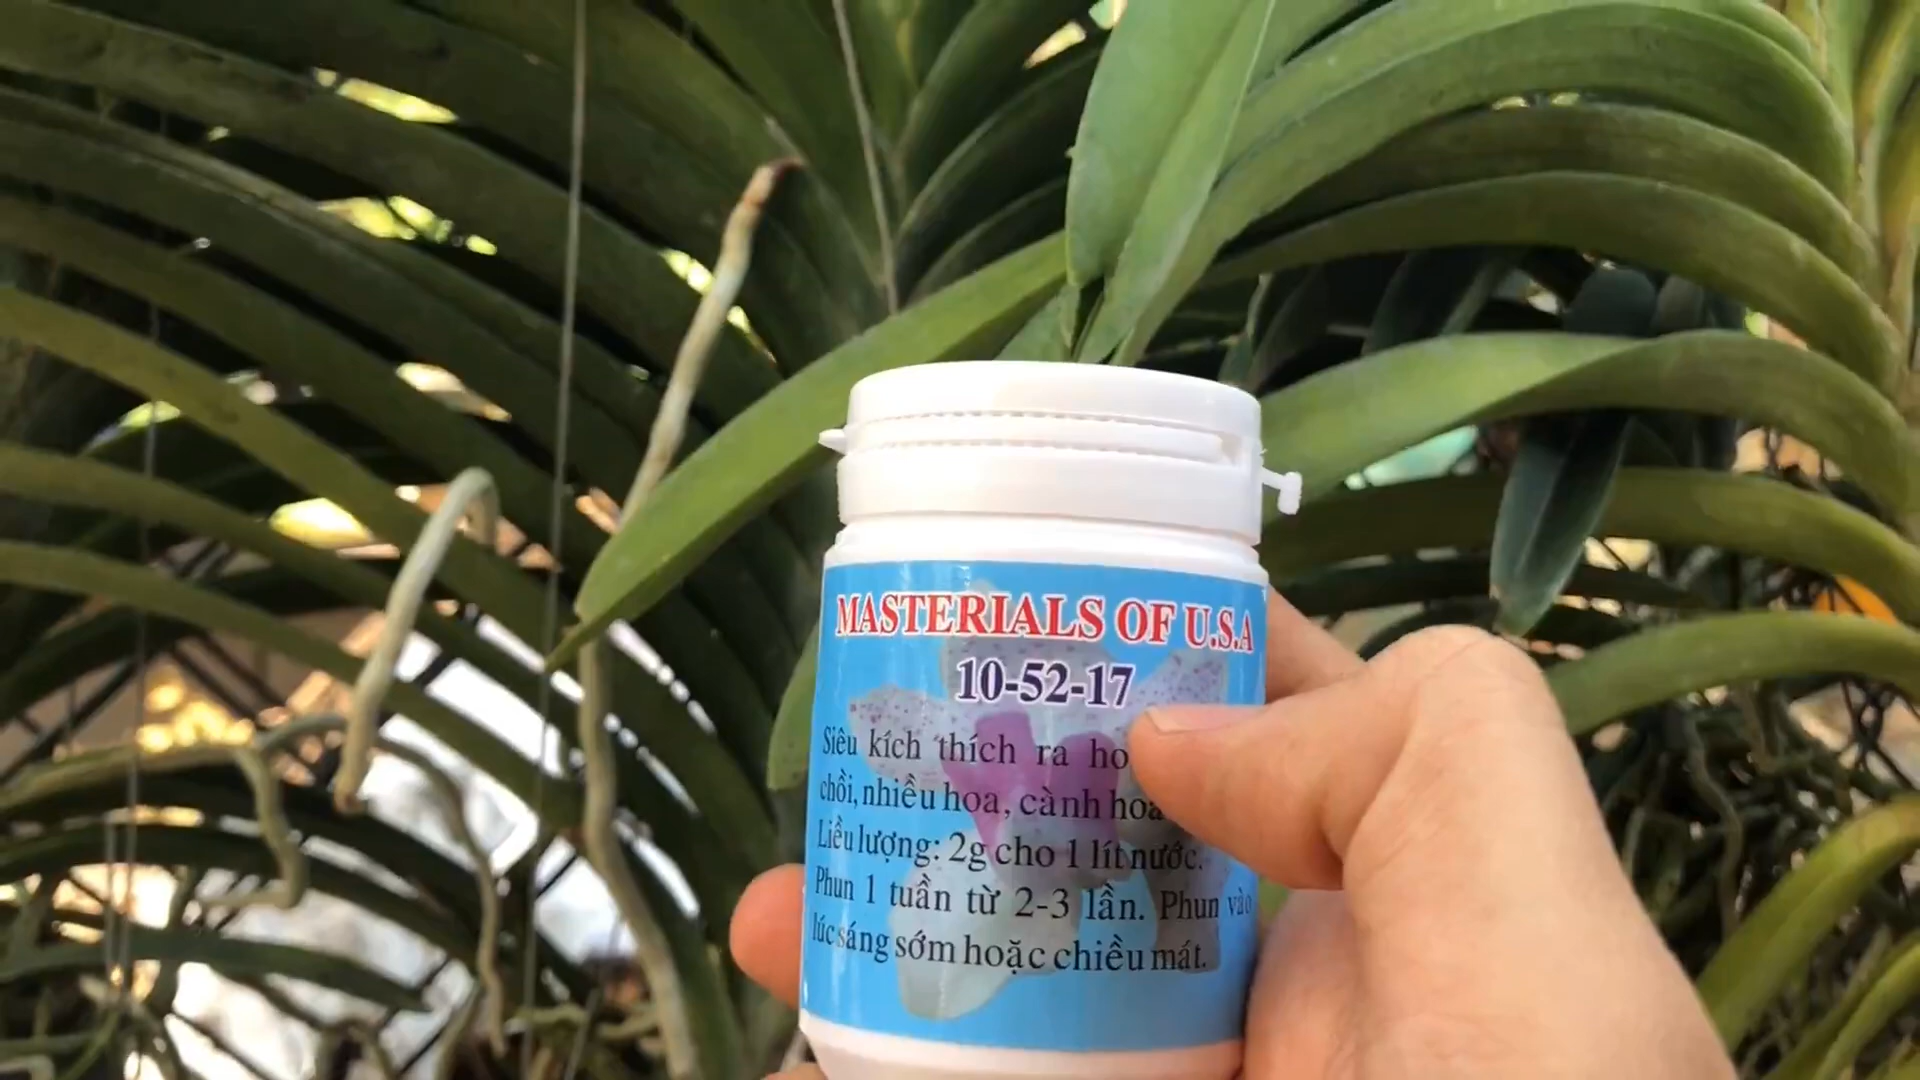 MASTERIALS OF U.S.A
10-52-17
Siêu kích thích ra
chồi, nhiều hoa, cành hoa
Liều lượng: 2g cho 1 lít nước.
Phun 1 tuần từ 2-3 lần. Phun vào
lúc sáng sớm hoặc chiều mát.